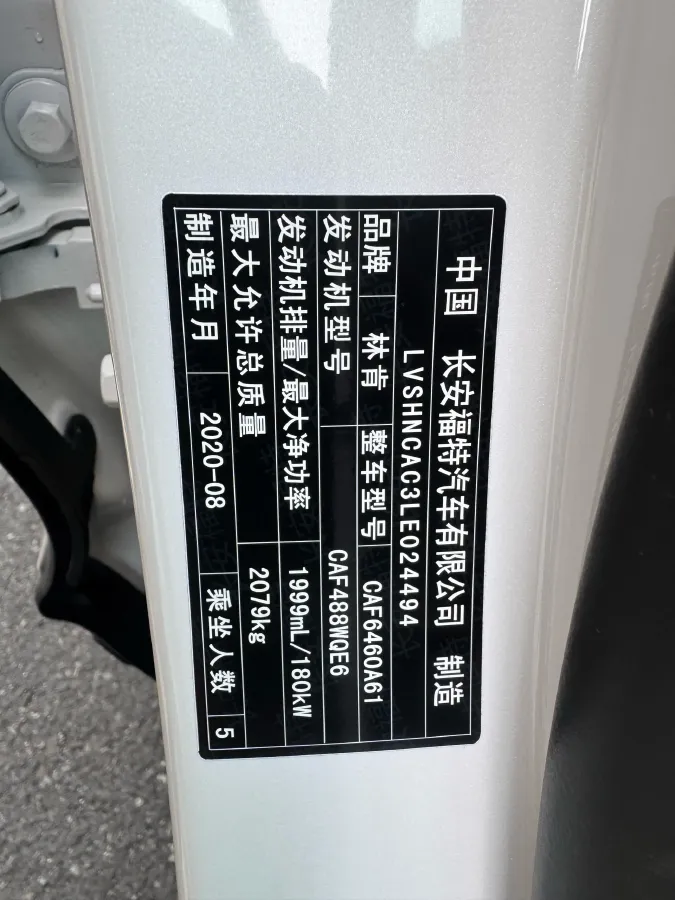 中国 长安福特汽车有限公司 制造
LVSHNCAC3LE024494
品牌 林肯 整车型号 CAF6460A61
发动机型号 CAF488WQE6
发动机排量/最大净功率 1999mL/180kW
最大允许总质量 2079kg
制造年月 2020-08 乘坐人数 5